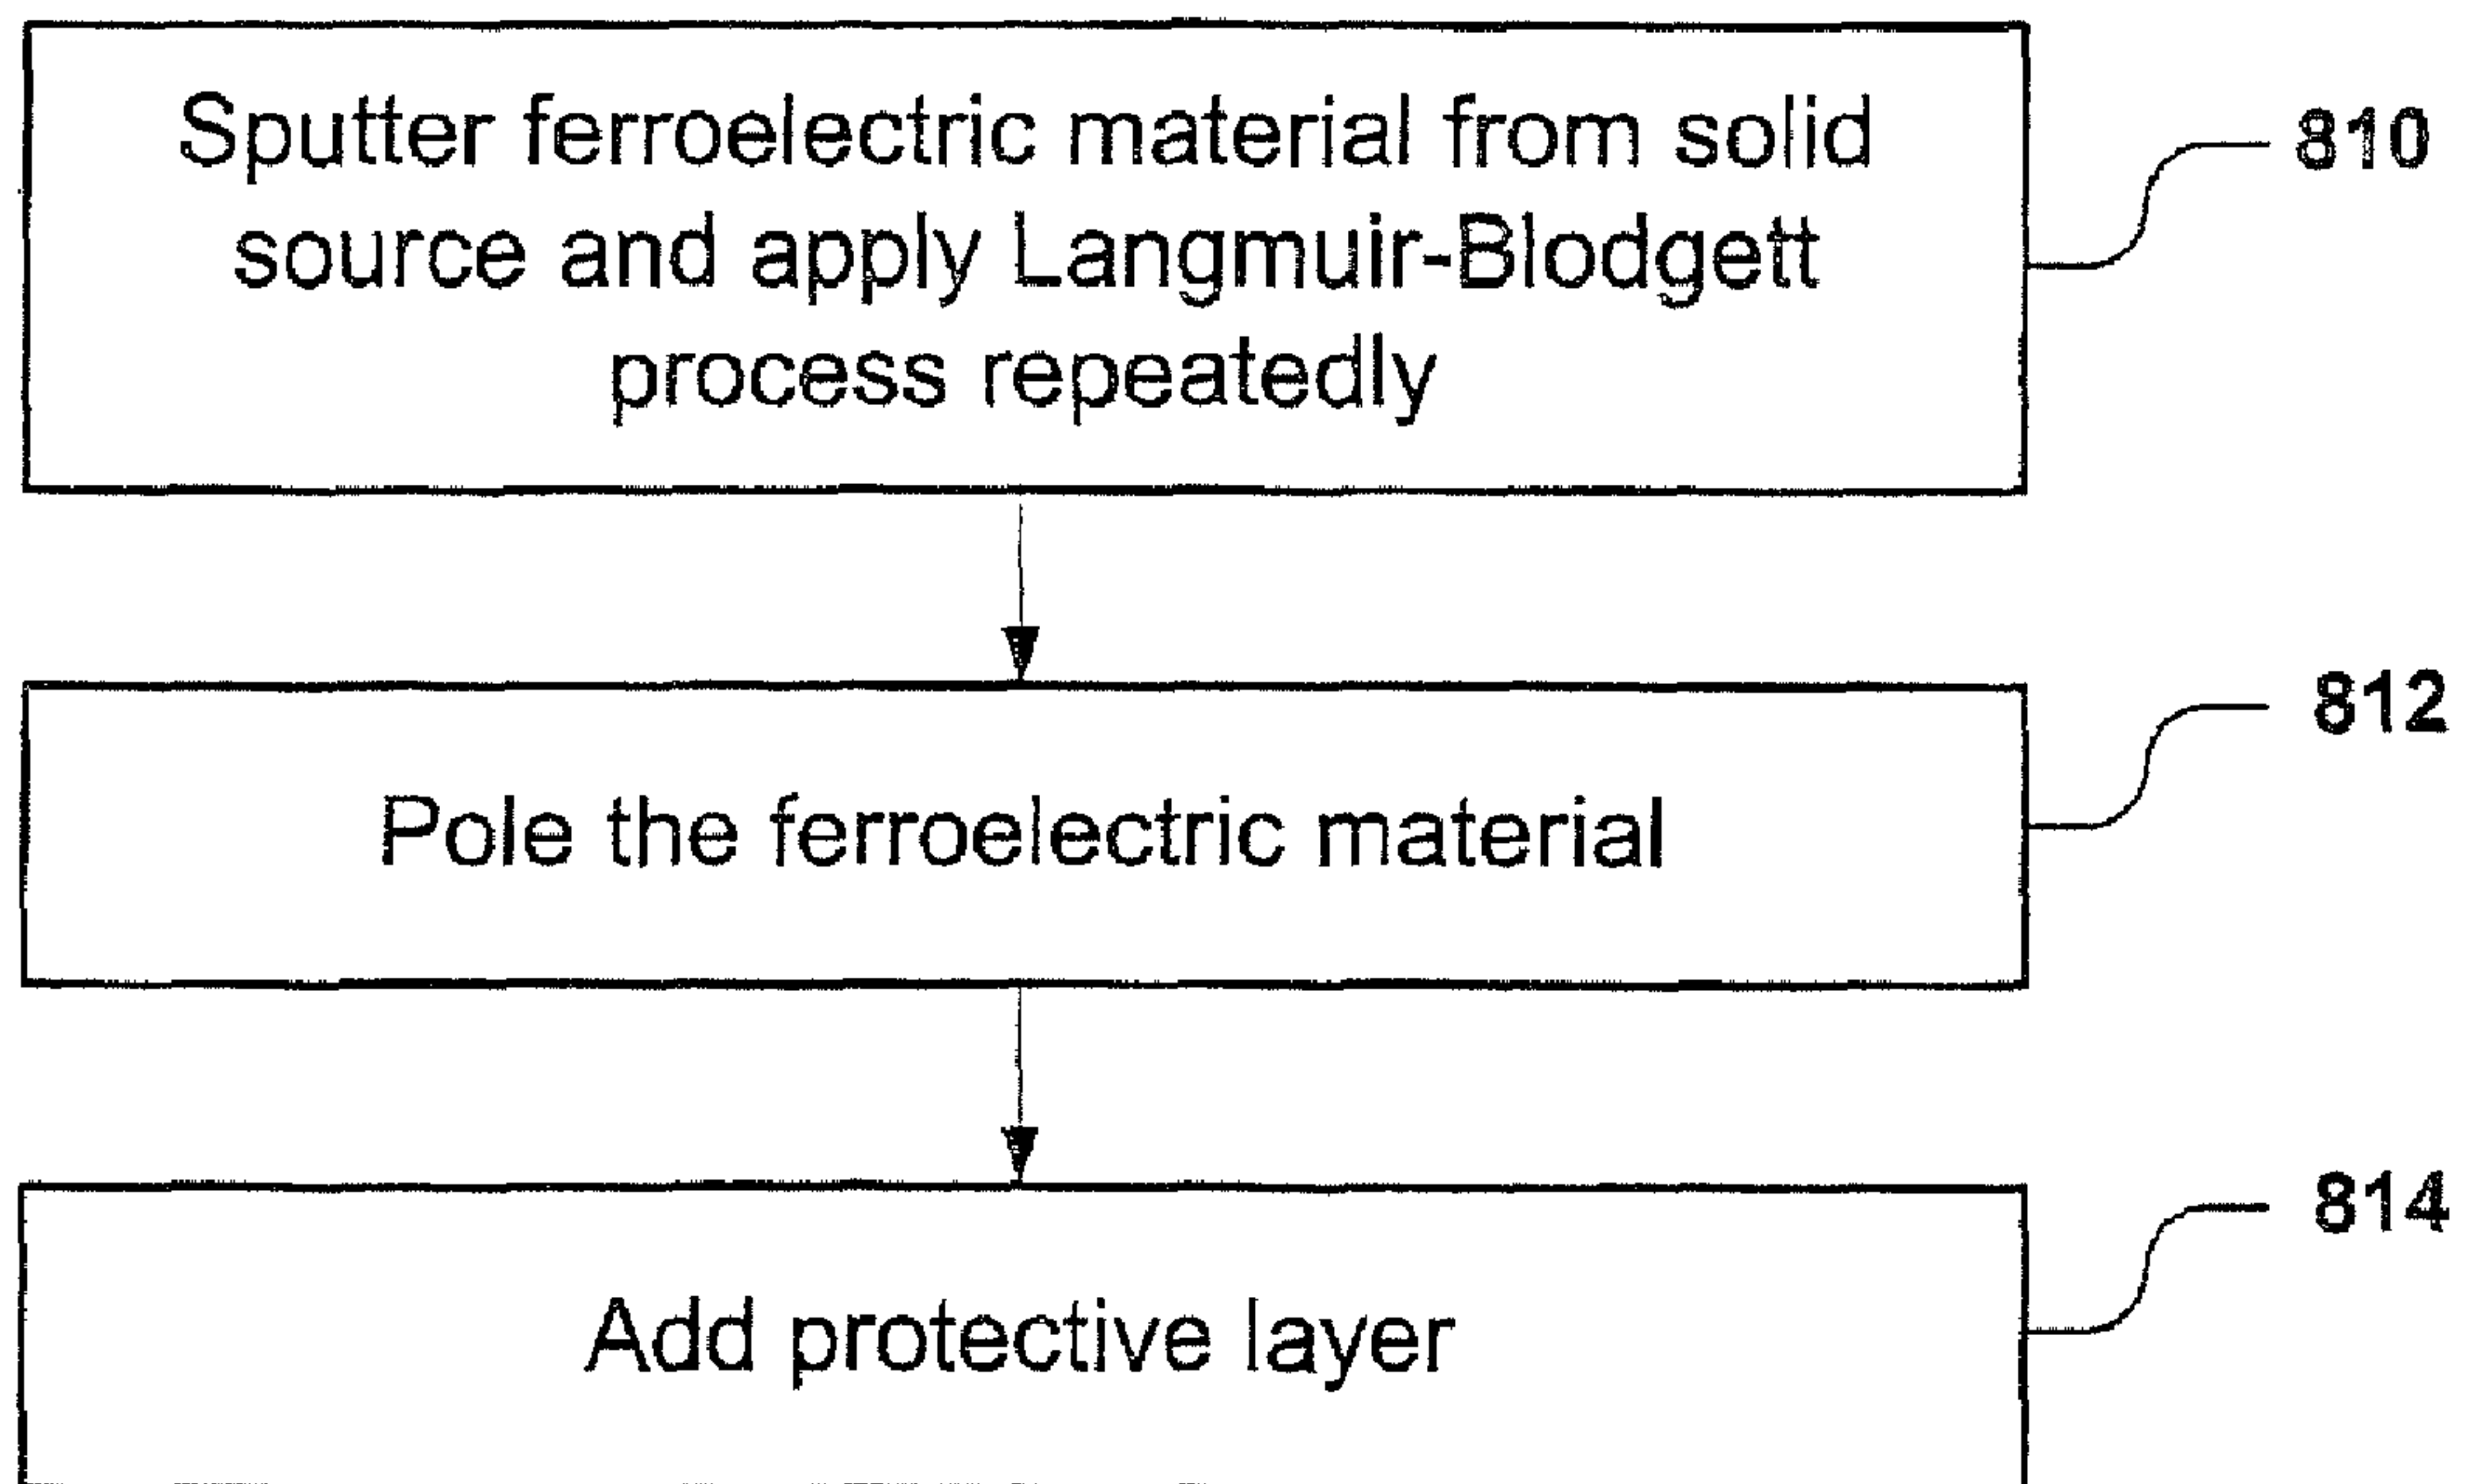 Sputter ferroelectric material from solid
source and apply Langmuir-Blodgett
process repeatedly
810
Pole the ferroelectric material
812
Add protective layer
814